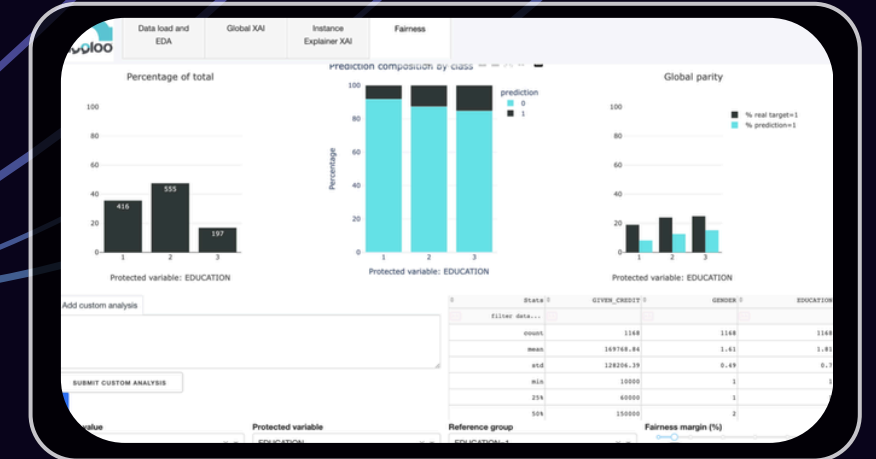 Data load and EDA
Global XAI
Instance Explainer XAI
Fairness
Percentage of total
100
80
60
40
20
0
416
555
197
1 2 3
Protected variable: EDUCATION
Prediction composition by class
Percentage
100
80
60
40
20
0
1 2 3
Protected variable: EDUCATION
prediction
0
1
Global parity
100
80
60
40
20
0
1 2 3
Protected variable: EDUCATION
% real target=1
% prediction=1
Add custom analysis
SUBMIT CUSTOM ANALYSIS
Stats GIVEN_CREDIT GENDER EDUCATION
filter data...
count 1168 1168 1168
mean 169768.84 1.61 1.81
std 128206.39 0.49 0.7
min 10000 1 1
25% 60000 1
50% 150000 2
value
Protected variable
Reference group
Fairness margin (%)
EDUCATION
EDUCATION=1